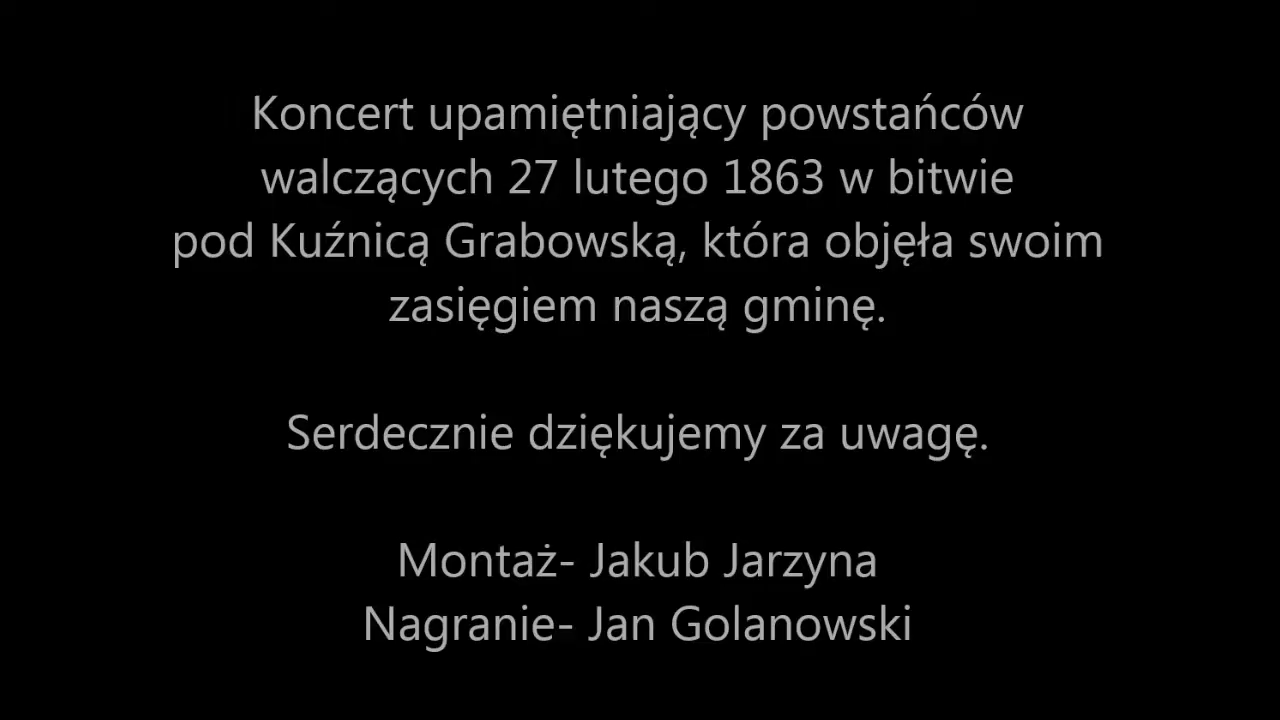 Koncert upamiętniający powstańców
walczących 27 lutego 1863 w bitwie
pod Kuźnicą Grabowską, która objęła swoim
zasięgiem naszą gminę.
Serdecznie dziękujemy za uwagę.
Montaż- Jakub Jarzyna
Nagranie- Jan Golanowski